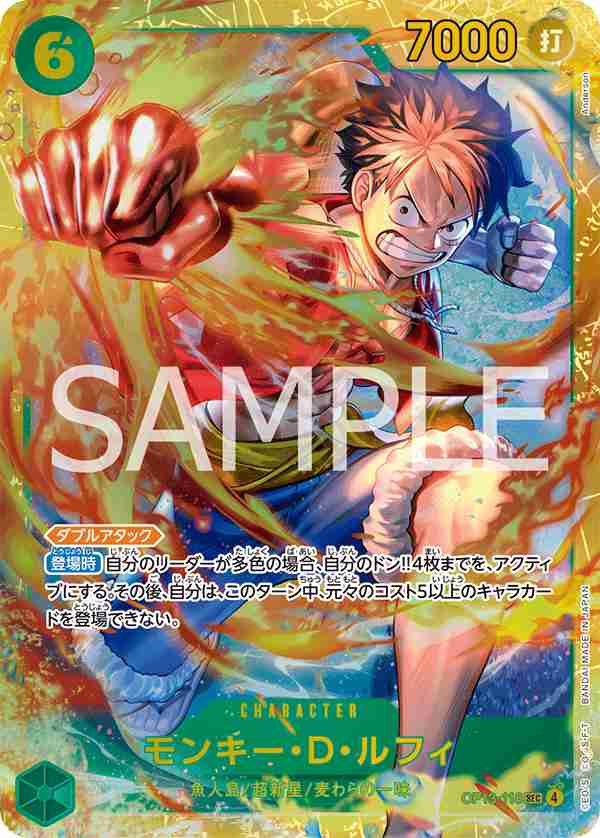 6
7000
打
Anderson
SAMPLE
ダブルアタック
登場時 自分のリーダーが多色の場合、自分のドン!!4枚までを、アクティ
ブにする。その後、自分は、このターン中、元々のコスト5以上のキャラカー
ドを登場できない。
CHARACTER
モンキー・D・ルフィ
魚人島/超新星/麦わらの一味
SEC 4
BANDAI MADE IN JAPAN